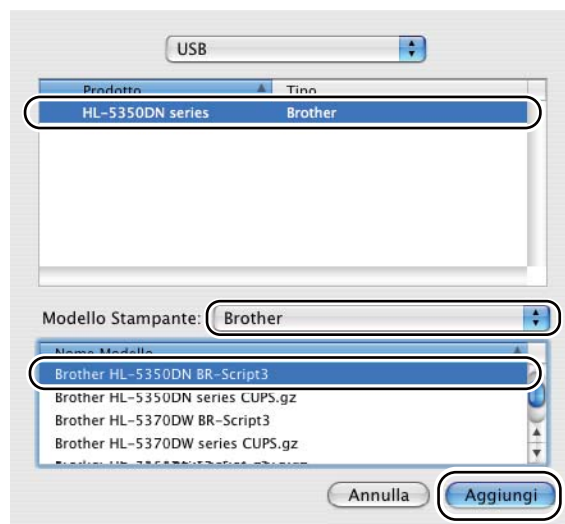 USB
Prodotto Tipo
HL-5350DN series Brother
Modello Stampante: Brother
Nome Modello
Brother HL-5350DN BR-Script3
Brother HL-5350DN series CUPS.gz
Brother HL-5370DW BR-Script3
Brother HL-5370DW series CUPS.gz
Annulla Aggiungi